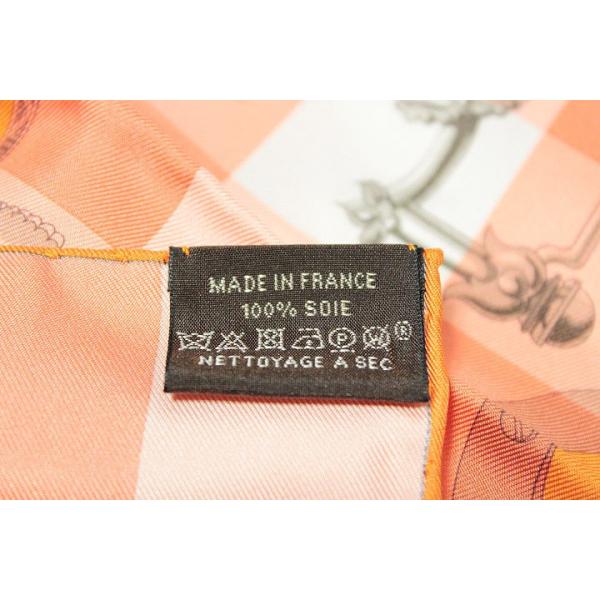 MADE IN FRANCE
100% SOIE
P W ®
NETTOYAGE A SEC